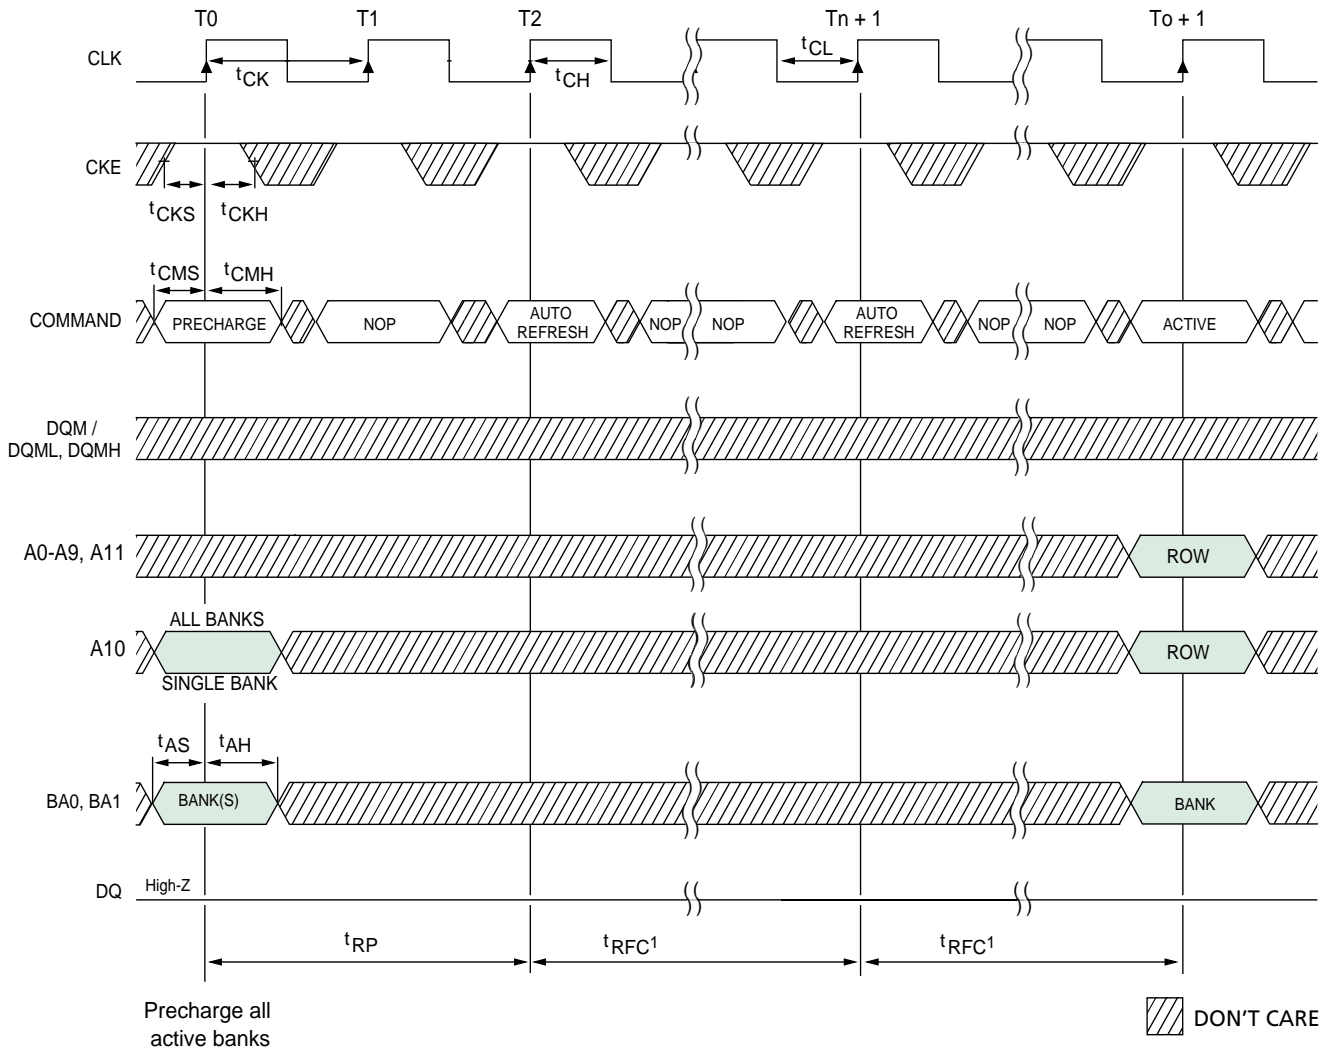 T0 T1 T2 Tn + 1 To + 1
CLK
tCK tCH tCL
CKE
tCKS tCKH
tCMS tCMH
COMMAND
PRECHARGE NOP AUTO REFRESH NOP NOP AUTO REFRESH NOP NOP ACTIVE
DQM /
DQML, DQMH
A0-A9, A11
ROW
ALL BANKS
A10
ROW
SINGLE BANK
tAS tAH
BA0, BA1
BANK(S) BANK
DQ
High-Z
tRP tRFC1 tRFC1
Precharge all
active banks
DON'T CARE